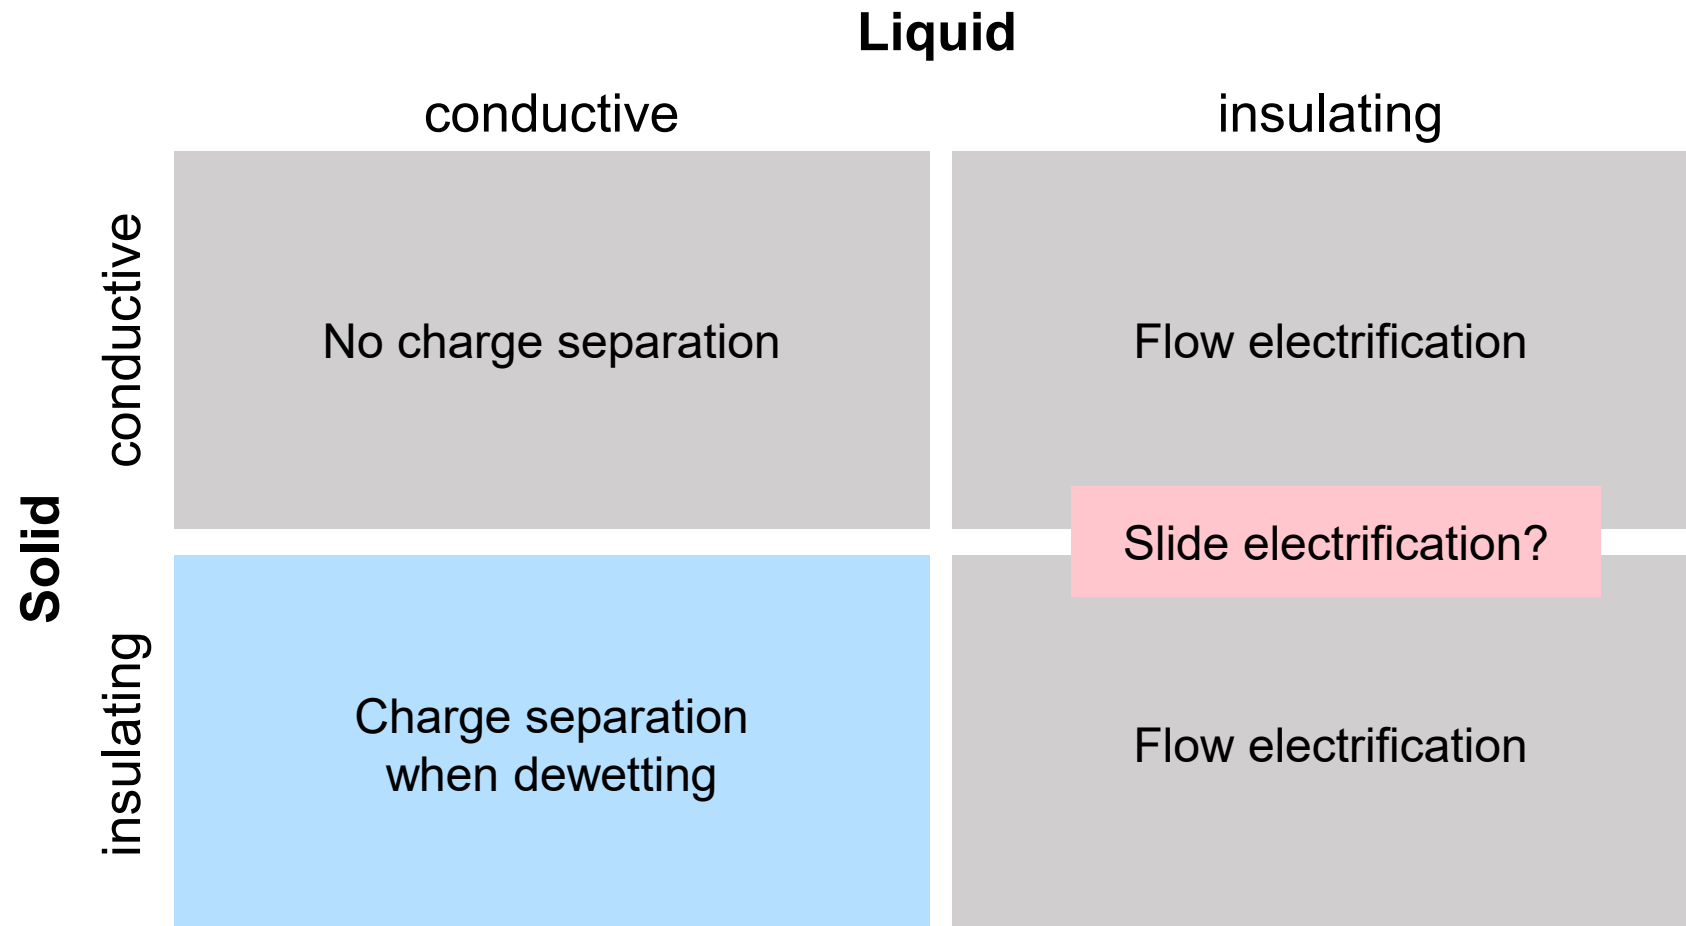 Liquid
conductive
insulating
Solid
conductive
No charge separation
Flow electrification
Slide electrification?
insulating
Charge separation
when dewetting
Flow electrification